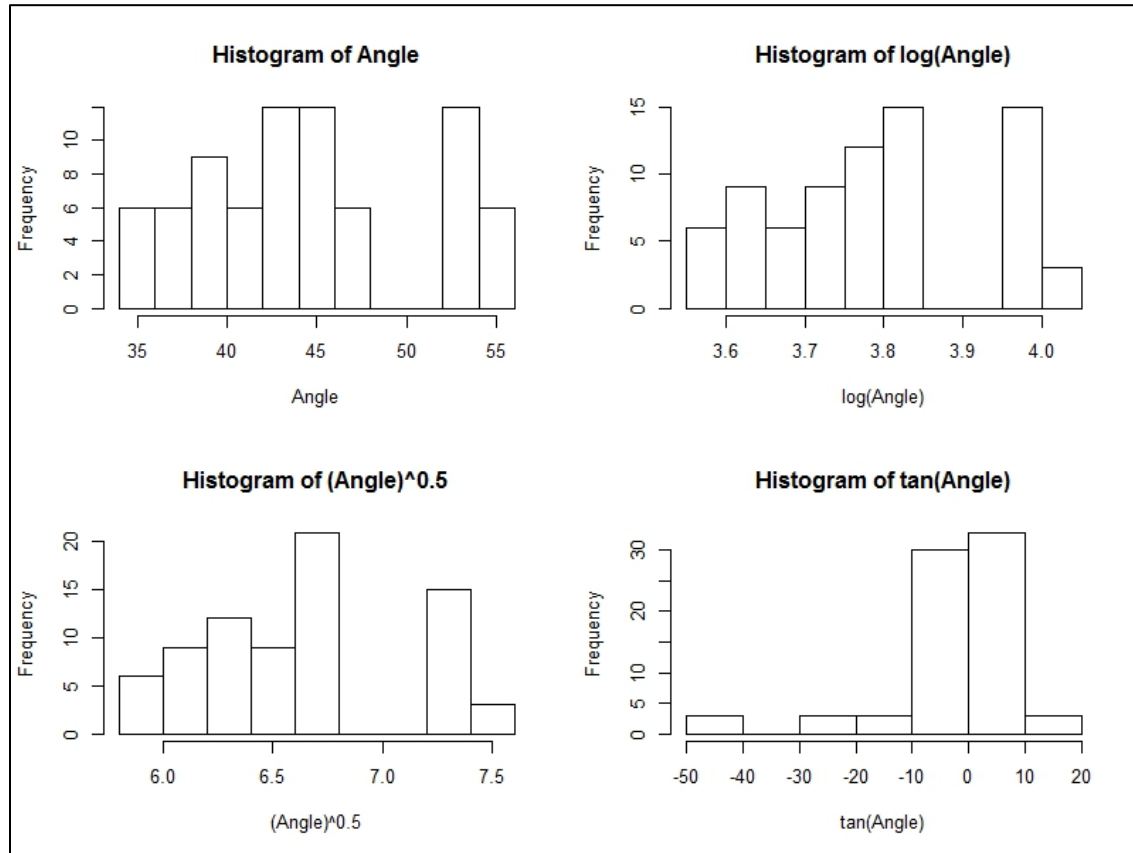 Histogram of Angle
Frequency
0 2 4 6 8 10
35 40 45 50 55
Angle
Histogram of log(Angle)
Frequency
0 5 10 15
3.6 3.7 3.8 3.9 4.0
log(Angle)
Histogram of (Angle)^0.5
Frequency
0 5 10 15 20
6.0 6.5 7.0 7.5
(Angle)^0.5
Histogram of tan(Angle)
Frequency
0 5 10 20 30
-50 -40 -30 -20 -10 0 10 20
tan(Angle)